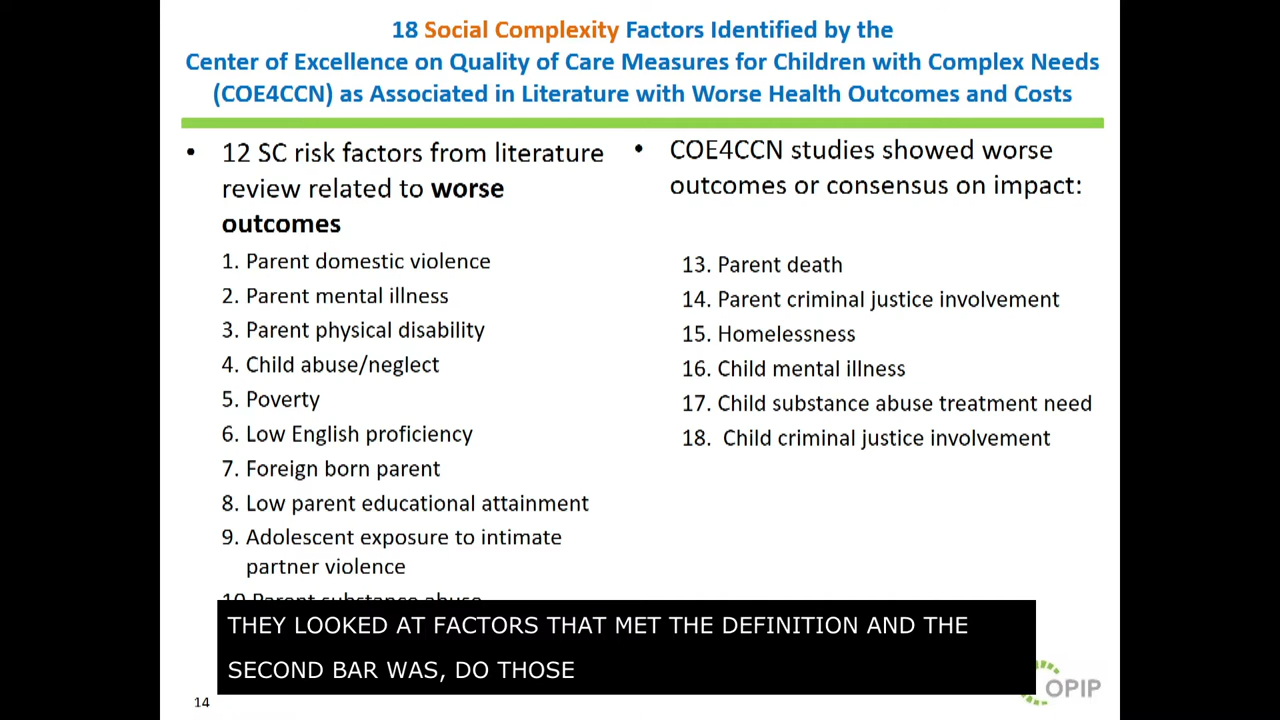 18 Social Complexity Factors Identified by the
Center of Excellence on Quality of Care Measures for Children with Complex Needs
(COE4CCN) as Associated in Literature with Worse Health Outcomes and Costs
• 12 SC risk factors from literature
review related to worse
outcomes
1. Parent domestic violence
2. Parent mental illness
3. Parent physical disability
4. Child abuse/neglect
5. Poverty
6. Low English proficiency
7. Foreign born parent
8. Low parent educational attainment
9. Adolescent exposure to intimate
partner violence
10. Parent substance abuse
• COE4CCN studies showed worse
outcomes or consensus on impact:
13. Parent death
14. Parent criminal justice involvement
15. Homelessness
16. Child mental illness
17. Child substance abuse treatment need
18. Child criminal justice involvement
THEY LOOKED AT FACTORS THAT MET THE DEFINITION AND THE
SECOND BAR WAS, DO THOSE
14
OPIP